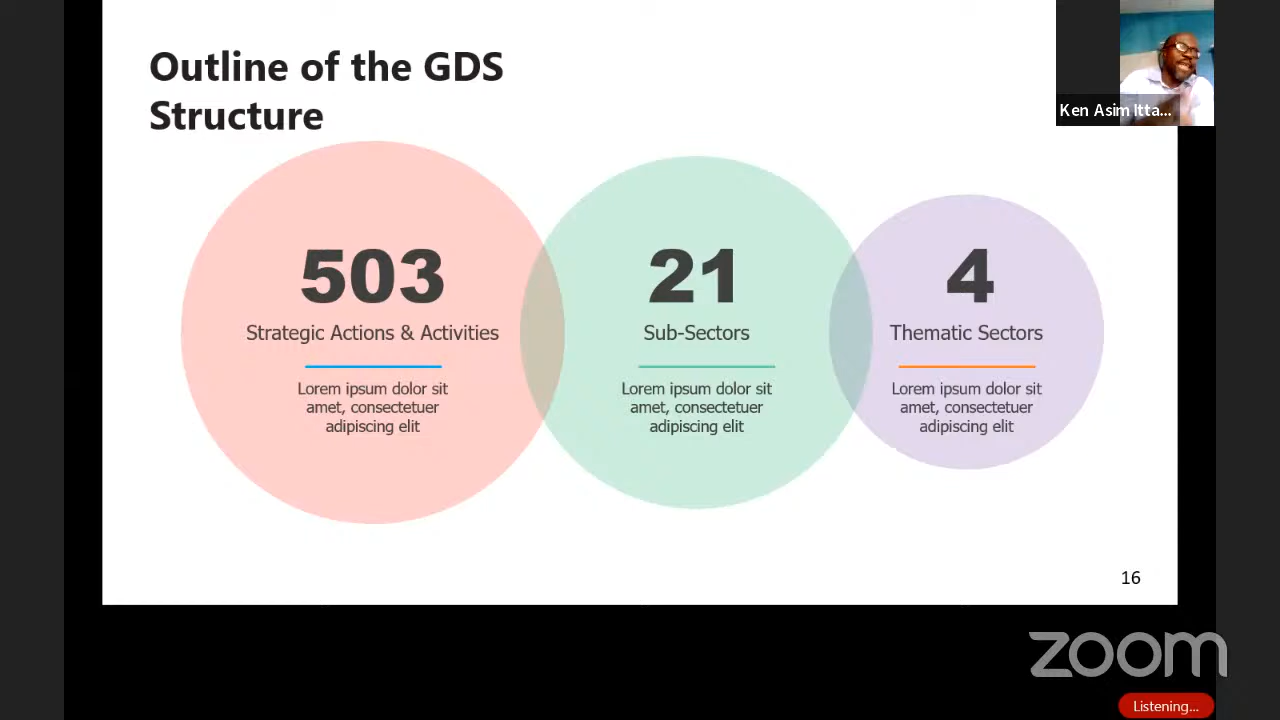 Outline of the GDS
Structure
Ken Asim Itta...
503
Strategic Actions & Activities
Lorem ipsum dolor sit
amet, consectetuer
adipiscing elit
21
Sub-Sectors
Lorem ipsum dolor sit
amet, consectetuer
adipiscing elit
4
Thematic Sectors
Lorem ipsum dolor sit
amet, consectetuer
adipiscing elit
16
zoom
Listening...